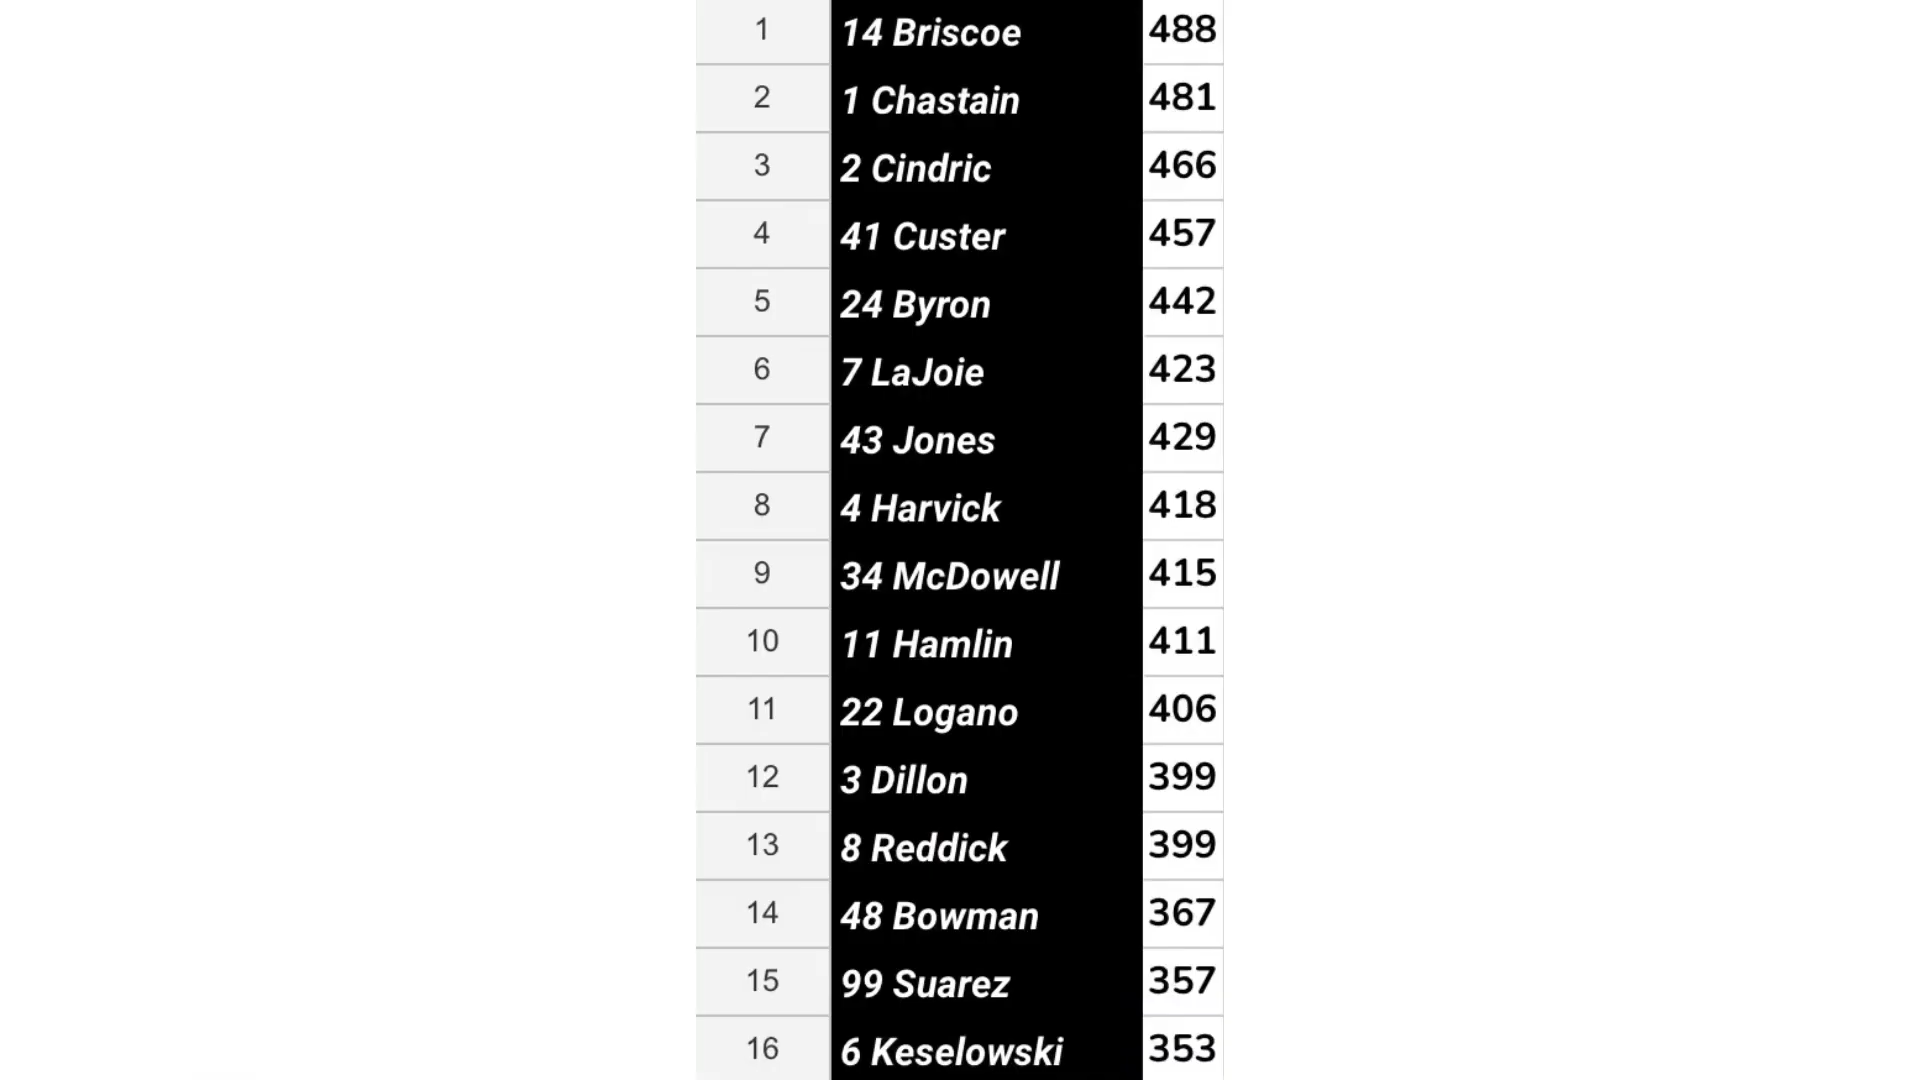 1 14 Briscoe 488
2 1 Chastain 481
3 2 Cindric 466
4 41 Custer 457
5 24 Byron 442
6 7 LaJoie 423
7 43 Jones 429
8 4 Harvick 418
9 34 McDowell 415
10 11 Hamlin 411
11 22 Logano 406
12 3 Dillon 399
13 8 Reddick 399
14 48 Bowman 367
15 99 Suarez 357
16 6 Keselowski 353